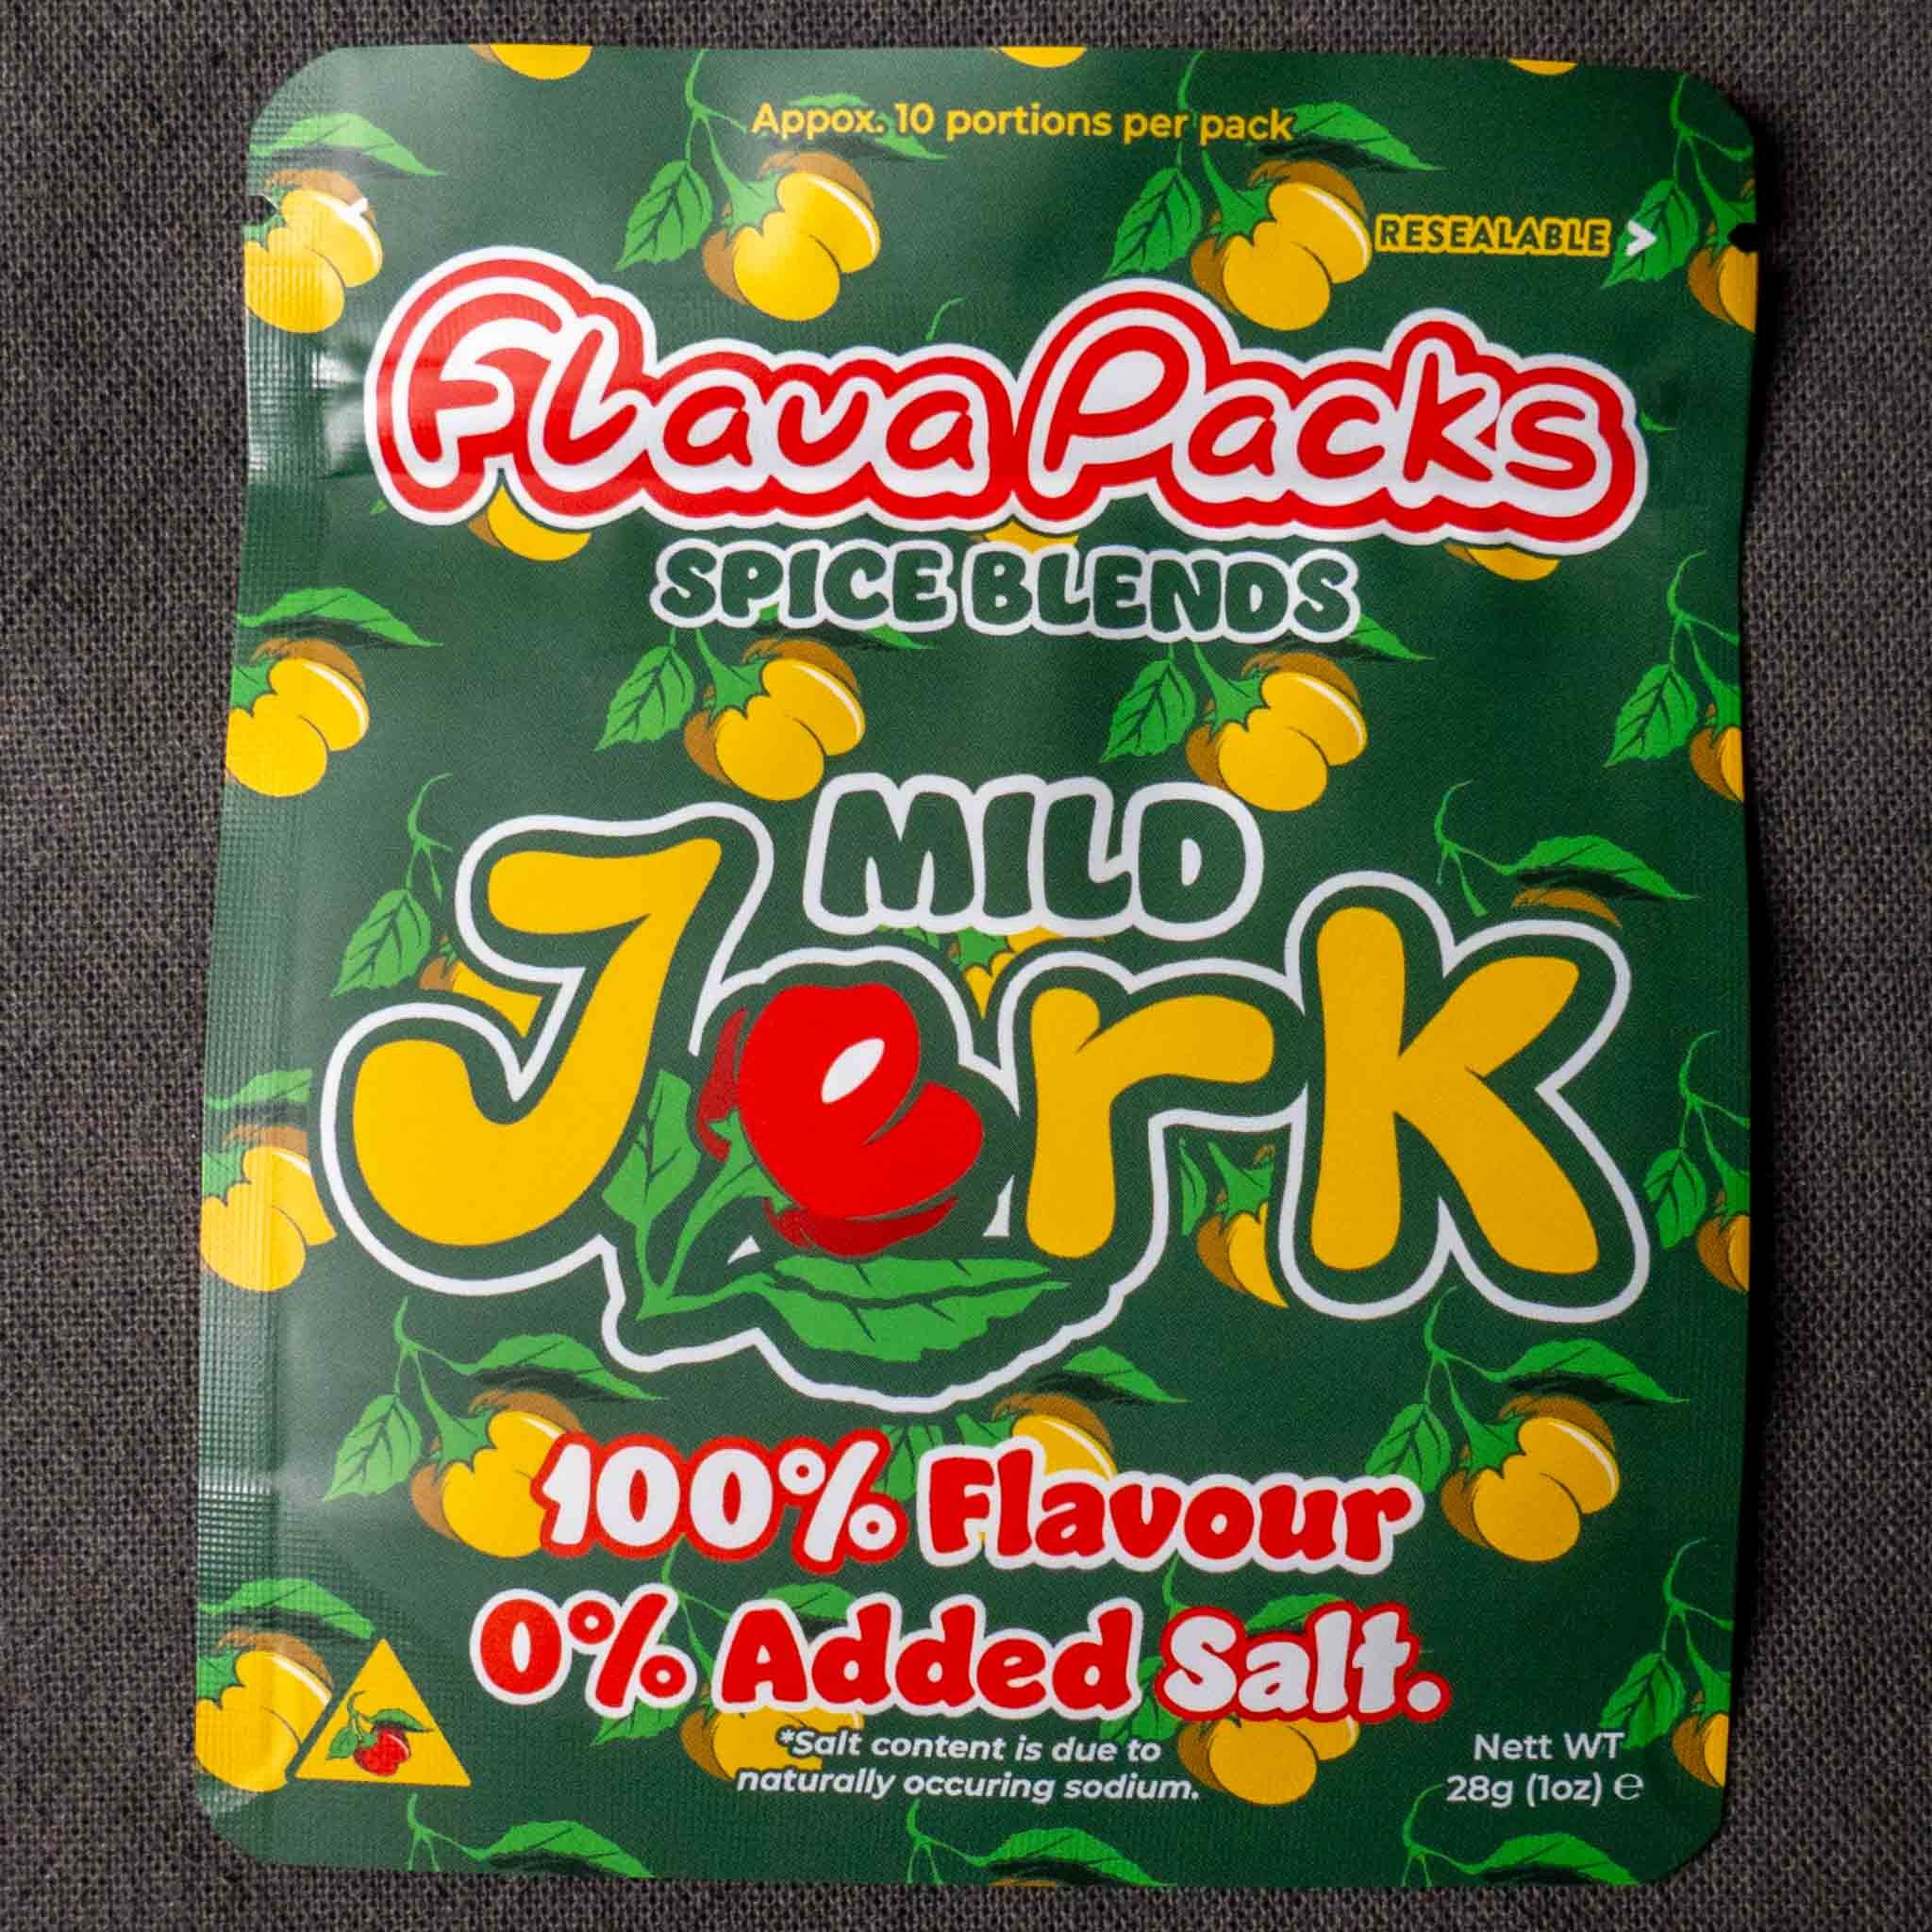 Appox. 10 portions per pack
RESEALABLE >
Flava Packs
SPICE BLENDS
MILD
Jerk
100% Flavour
0% Added Salt.
*Salt content is due to
naturally occuring sodium.
Nett WT
28g (1oz) ℮